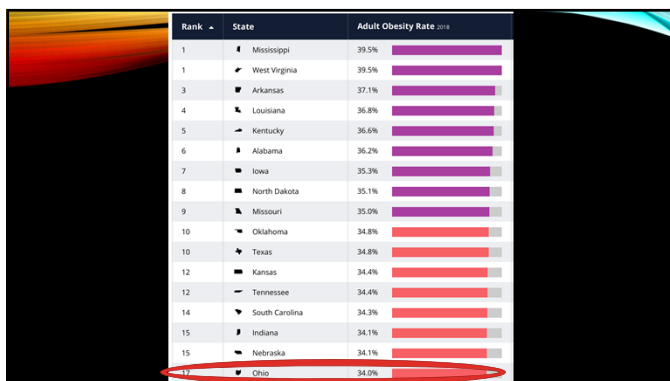 Rank State Adult Obesity Rate 2018
1 Mississippi 39.5%
1 West Virginia 39.5%
3 Arkansas 37.1%
4 Louisiana 36.8%
5 Kentucky 36.6%
6 Alabama 36.2%
7 Iowa 35.3%
8 North Dakota 35.1%
9 Missouri 35.0%
10 Oklahoma 34.8%
10 Texas 34.8%
12 Kansas 34.4%
12 Tennessee 34.4%
14 South Carolina 34.3%
15 Indiana 34.1%
15 Nebraska 34.1%
17 Ohio 34.0%